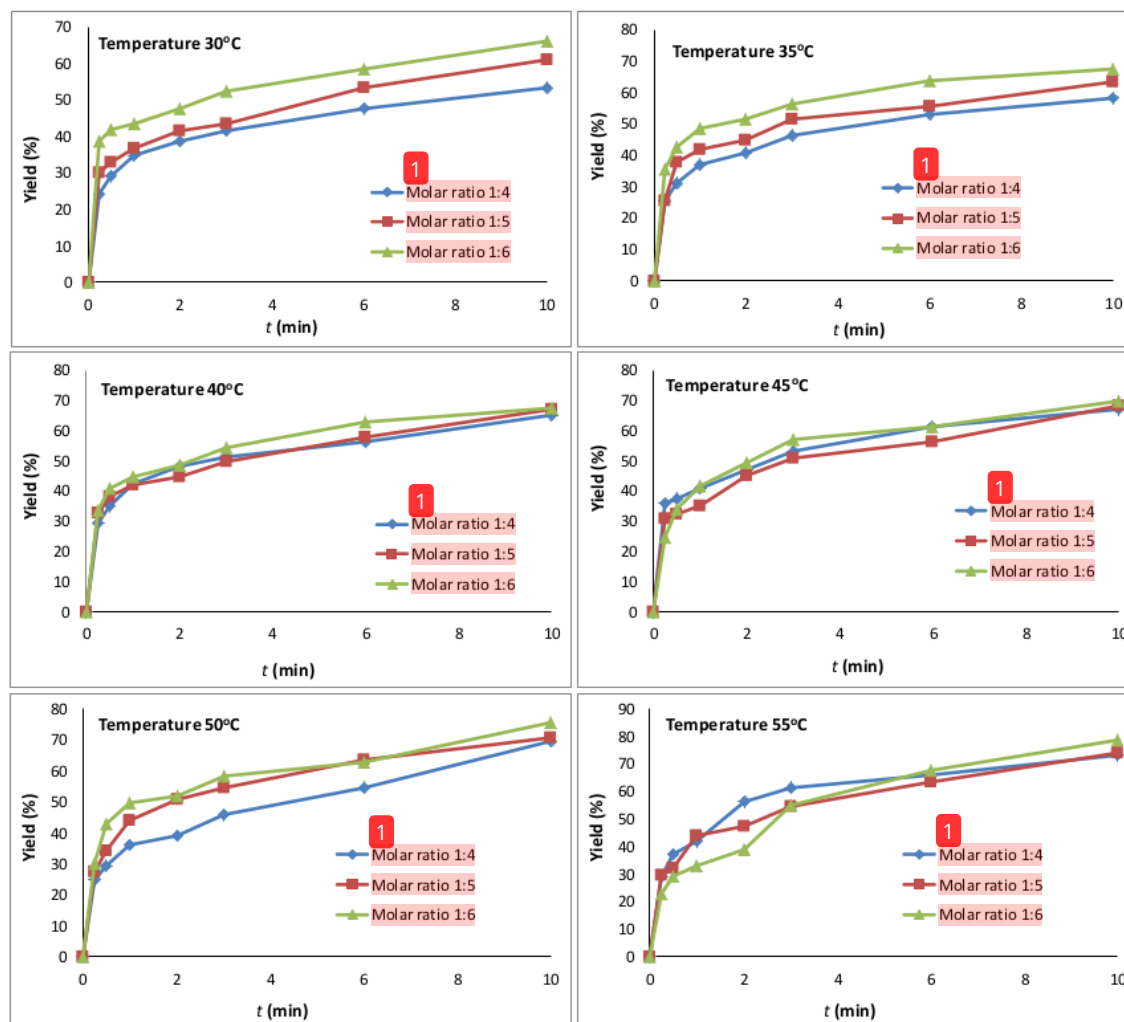 Temperature 30°C
Yield (%)
70
60
50
40
30
20
10
0
1
Molar ratio 1:4
Molar ratio 1:5
Molar ratio 1:6
0 2 4 6 8 10
t (min)
Temperature 35°C
Yield (%)
80
70
60
50
40
30
20
10
0
1
Molar ratio 1:4
Molar ratio 1:5
Molar ratio 1:6
0 2 4 6 8 10
t (min)
Temperature 40°C
Yield (%)
80
70
60
50
40
30
20
10
0
1
Molar ratio 1:4
Molar ratio 1:5
Molar ratio 1:6
0 2 4 6 8 10
t (min)
Temperature 45°C
Yield (%)
80
70
60
50
40
30
20
10
0
1
Molar ratio 1:4
Molar ratio 1:5
Molar ratio 1:6
0 2 4 6 8 10
t (min)
Temperature 50°C
Yield (%)
80
70
60
50
40
30
20
10
0
1
Molar ratio 1:4
Molar ratio 1:5
Molar ratio 1:6
0 2 4 6 8 10
t (min)
Temperature 55°C
Yield (%)
90
80
70
60
50
40
30
20
10
0
1
Molar ratio 1:4
Molar ratio 1:5
Molar ratio 1:6
0 2 4 6 8 10
t (min)